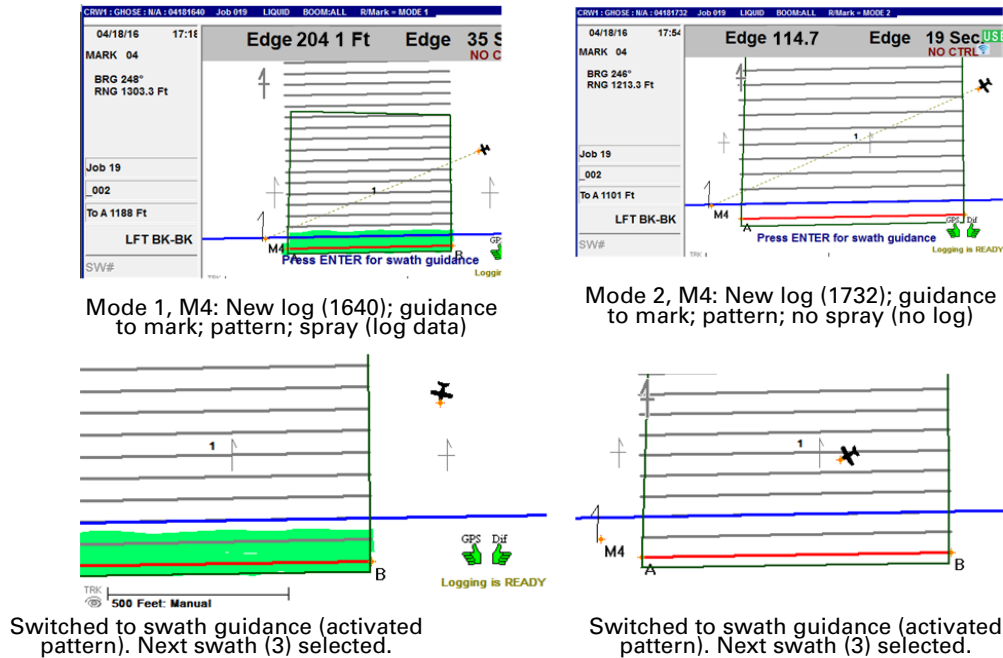 CRW1 : GHOSE : N/A : 04181640 Job 019 LIQUID BOOM:ALL R/Mark = MODE 1
04/18/16 17:18
MARK 04
BRG 248°
RNG 1303.3 Ft
Job 19
_002
To A 1188 Ft
LFT BK-BK
SW#
Edge 204 1 Ft Edge 35 S
NO C
1
M4
A
B
GP
Press ENTER for swath guidance
Loggin
TRK
CRW1 : GHOSE : N/A : 04181732 Job 019 LIQUID BOOM:ALL R/Mark = MODE 2
04/18/16 17:54
MARK 04
BRG 246°
RNG 1213.3 Ft
Job 19
_002
To A 1101 Ft
LFT BK-BK
SW#
Edge 114.7 Edge 19 Sec
NO CTRL
1
M4
A
GPS Dif
Press ENTER for swath guidance
Logging is READY
TRK
Mode 1, M4: New log (1640); guidance
to mark; pattern; spray (log data)
Mode 2, M4: New log (1732); guidance
to mark; pattern; no spray (no log)
1
B
GPS Dif
Logging is READY
TRK
500 Feet: Manual
1
M4
A
B
Switched to swath guidance (activated
pattern). Next swath (3) selected.
Switched to swath guidance (activated
pattern). Next swath (3) selected.